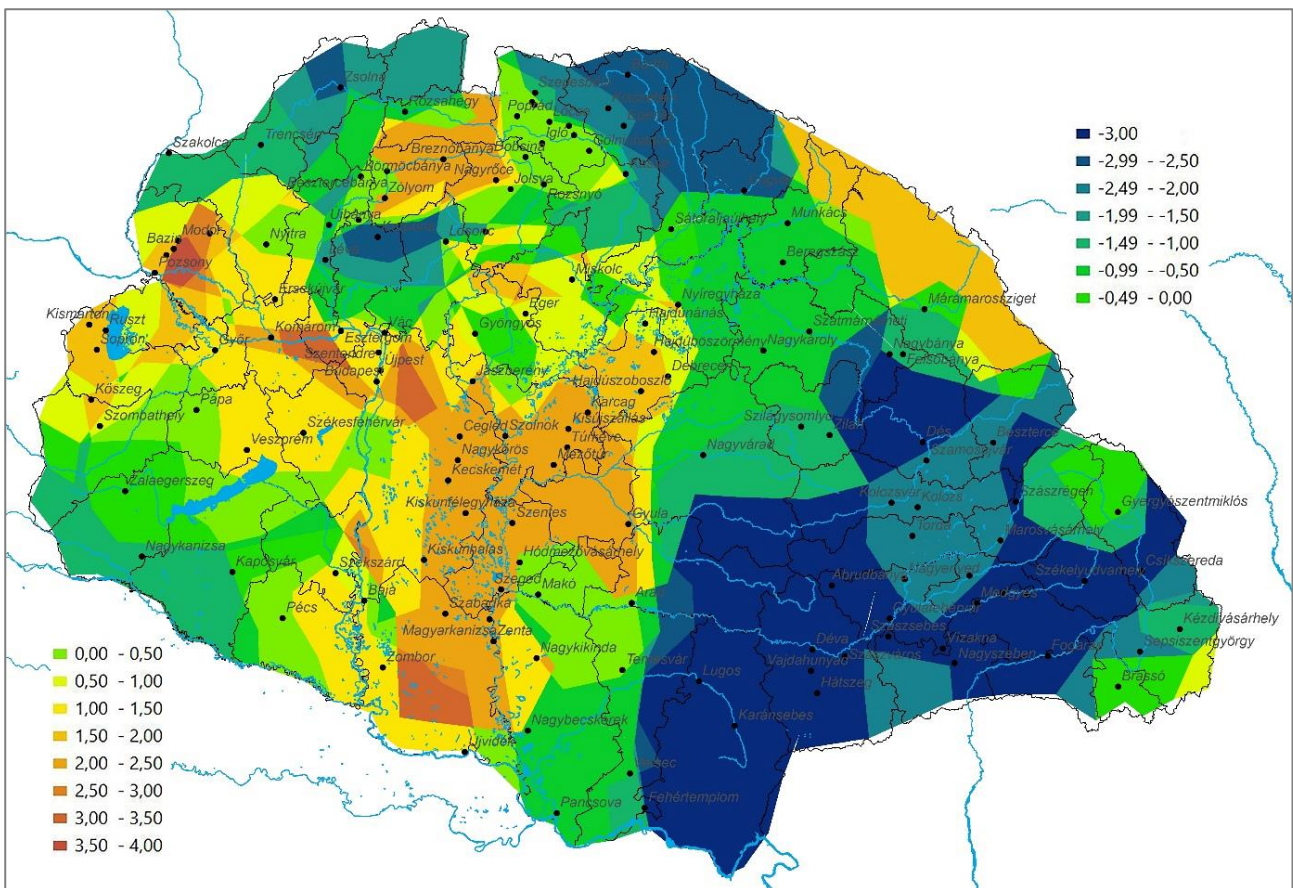 Zsolna
Rózsahegy
Szakolca
Trencsén
Poprád
Igló
Dobsina
Breznóbánya
Körmöcbánya
Besztercebánya
Zólyom
Nagyrőce
Jolsva
Rozsnyó
Újbánya
Losonc
Modor
Bazin
Pozsony
Nyitra
Érsekújvár
Sátoraljaújhely
Munkács
Beregszász
Miskolc
Nyíregyháza
Máramarossziget
Kismarton
Ruszt
Sopron
Győr
Komárom
Esztergom
Vác
Szentendre
Újpest
Budapest
Gyöngyös
Eger
Hajdúnánás
Hajdúböszörmény
Szatmárnémeti
Nagykároly
Nagybánya
Felsőbánya
Debrecen
Jászberény
Hajdúszoboszló
Kőszeg
Szombathely
Pápa
Székesfehérvár
Veszprém
Cegléd
Szolnok
Karcag
Kisújszállás
Túrkeve
Mezőtúr
Nagykőrös
Kecskemét
Szilágysomlyó
Zilah
Nagyvárad
Dés
Beszterce
Szamosújvár
Zalaegerszeg
Kiskunfélegyháza
Szentes
Gyula
Kolozsvár
Kolozs
Szászrégen
Gyergyószentmiklós
Torda
Marosvásárhely
Nagykanizsa
Kaposvár
Szekszárd
Kiskunhalas
Hódmezővásárhely
Szeged
Makó
Arad
Baja
Pécs
Szabadka
Magyarkanizsa
Zenta
Abrudbánya
Nagyenyed
Medgyes
Székelyudvarhely
Csíkszereda
Kézdivásárhely
Sepsiszentgyörgy
Brassó
Gyulafehérvár
Szászsebes
Szászváros
Déva
Vajdahunyad
Hátszeg
Vizakna
Nagyszeben
Fogaras
Zombor
Nagykikinda
Temesvár
Lugos
Karánsebes
Nagybecskerek
Újvidék
Pancsova
Fehértemplom
-3,00
-2,99 - -2,50
-2,49 - -2,00
-1,99 - -1,50
-1,49 - -1,00
-0,99 - -0,50
-0,49 - 0,00
0,00 - 0,50
0,50 - 1,00
1,00 - 1,50
1,50 - 2,00
2,00 - 2,50
2,50 - 3,00
3,00 - 3,50
3,50 - 4,00